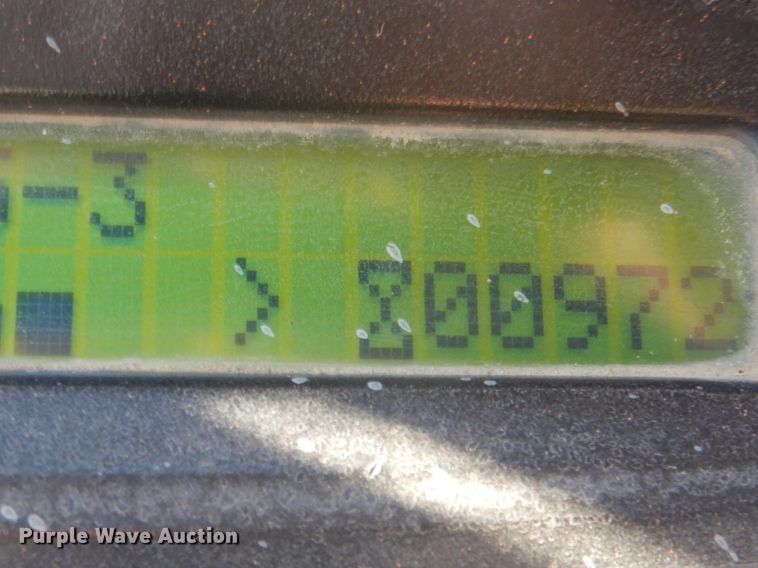 -3
> ⌛00972
Purple Wave Auction